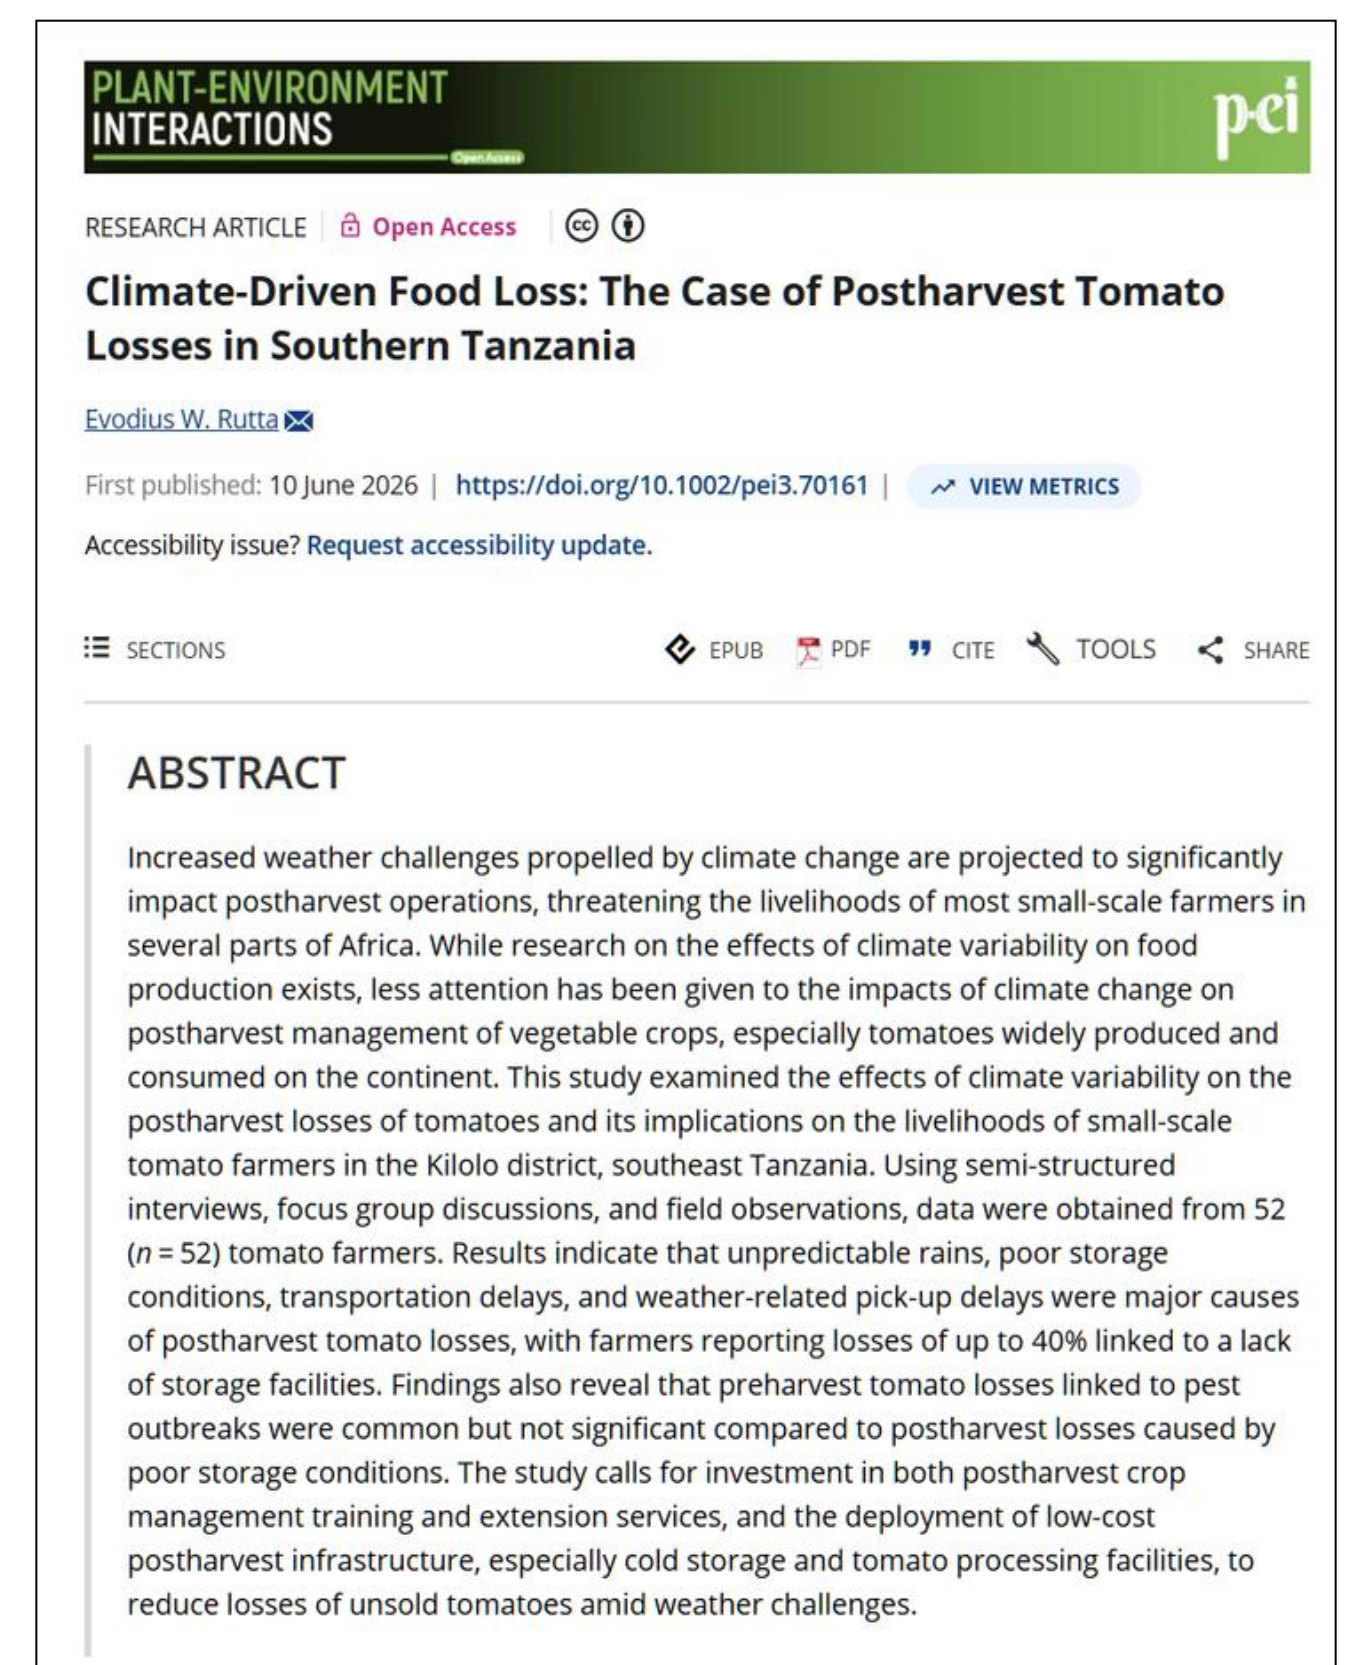 PLANT-ENVIRONMENT
INTERACTIONS
Open Access
p-ei
RESEARCH ARTICLE | Open Access | cc
Climate-Driven Food Loss: The Case of Postharvest Tomato
Losses in Southern Tanzania
Evodius W. Rutta
First published: 10 June 2026 | https://doi.org/10.1002/pei3.70161 | VIEW METRICS
Accessibility issue? Request accessibility update.
SECTIONS EPUB PDF CITE TOOLS SHARE
ABSTRACT
Increased weather challenges propelled by climate change are projected to significantly
impact postharvest operations, threatening the livelihoods of most small-scale farmers in
several parts of Africa. While research on the effects of climate variability on food
production exists, less attention has been given to the impacts of climate change on
postharvest management of vegetable crops, especially tomatoes widely produced and
consumed on the continent. This study examined the effects of climate variability on the
postharvest losses of tomatoes and its implications on the livelihoods of small-scale
tomato farmers in the Kilolo district, southeast Tanzania. Using semi-structured
interviews, focus group discussions, and field observations, data were obtained from 52
(n = 52) tomato farmers. Results indicate that unpredictable rains, poor storage
conditions, transportation delays, and weather-related pick-up delays were major causes
of postharvest tomato losses, with farmers reporting losses of up to 40% linked to a lack
of storage facilities. Findings also reveal that preharvest tomato losses linked to pest
outbreaks were common but not significant compared to postharvest losses caused by
poor storage conditions. The study calls for investment in both postharvest crop
management training and extension services, and the deployment of low-cost
postharvest infrastructure, especially cold storage and tomato processing facilities, to
reduce losses of unsold tomatoes amid weather challenges.